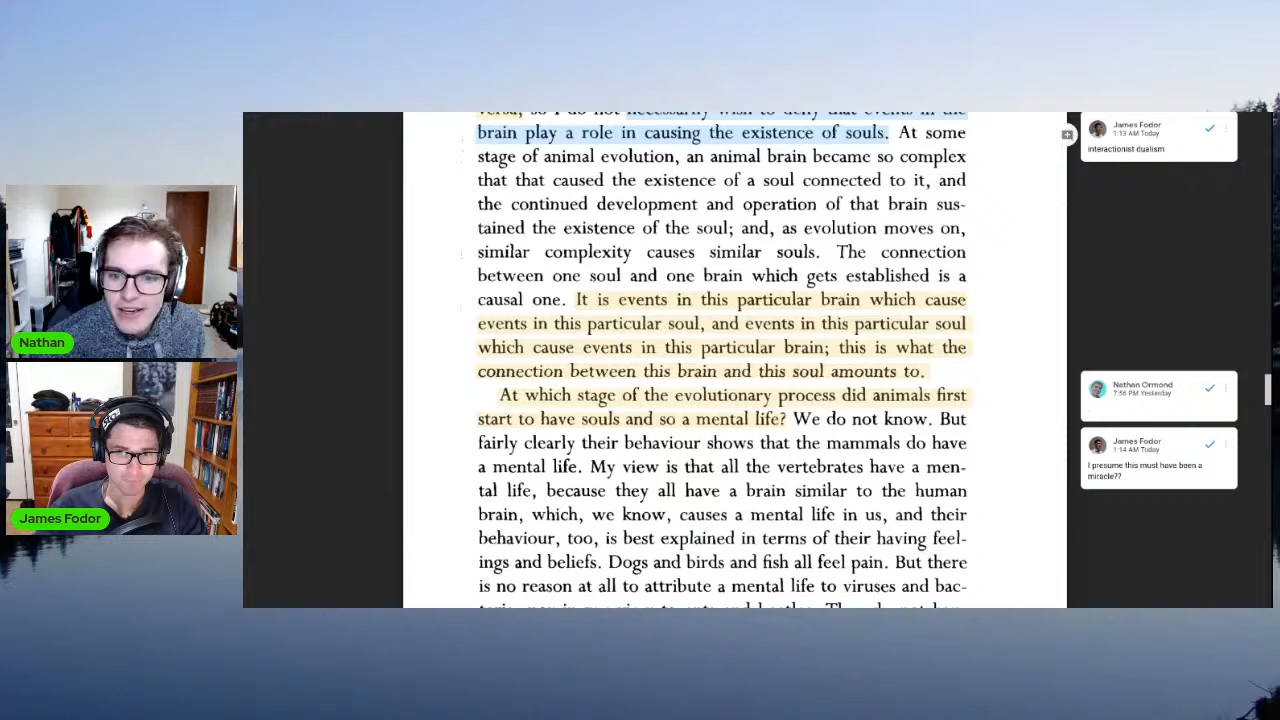 Nathan
James Fodor
versa, so I do not necessarily wish to deny that events in the
brain play a role in causing the existence of souls. At some
stage of animal evolution, an animal brain became so complex
that that caused the existence of a soul connected to it, and
the continued development and operation of that brain sus-
tained the existence of the soul; and, as evolution moves on,
similar complexity causes similar souls. The connection
between one soul and one brain which gets established is a
causal one. It is events in this particular brain which cause
events in this particular soul, and events in this particular soul
which cause events in this particular brain; this is what the
connection between this brain and this soul amounts to.
At which stage of the evolutionary process did animals first
start to have souls and so a mental life? We do not know. But
fairly clearly their behaviour shows that the mammals do have
a mental life. My view is that all the vertebrates have a men-
tal life, because they all have a brain similar to the human
brain, which, we know, causes a mental life in us, and their
behaviour, too, is best explained in terms of their having feel-
ings and beliefs. Dogs and birds and fish all feel pain. But there
is no reason at all to attribute a mental life to viruses and bac-
James Fodor
1:13 AM Today
interactionist dualism
Nathan Ormond
7:56 PM Yesterday
James Fodor
1:14 AM Today
I presume this must have been a
miracle??